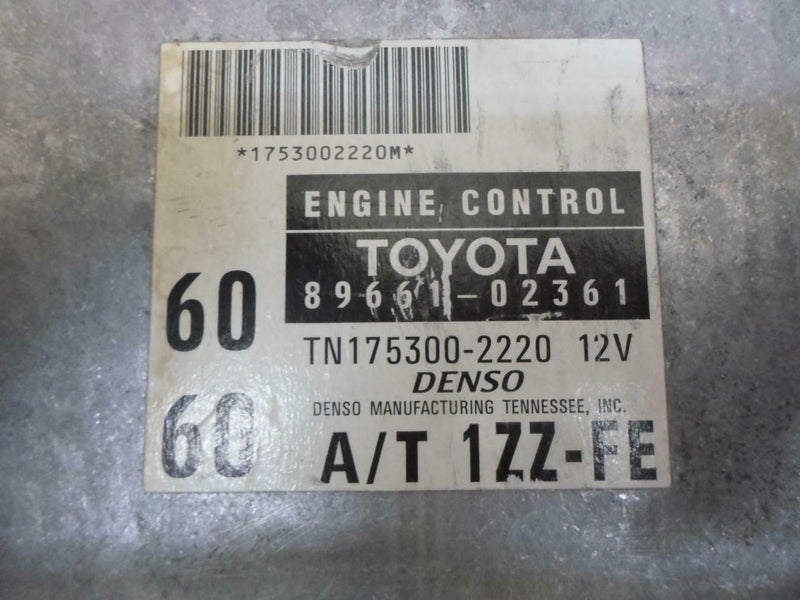 *1753002220M*
ENGINE CONTROL
TOYOTA
89661-02361
60
TN175300-2220 12V
DENSO
DENSO MANUFACTURING TENNESSEE, INC.
60
A/T 1ZZ-FE